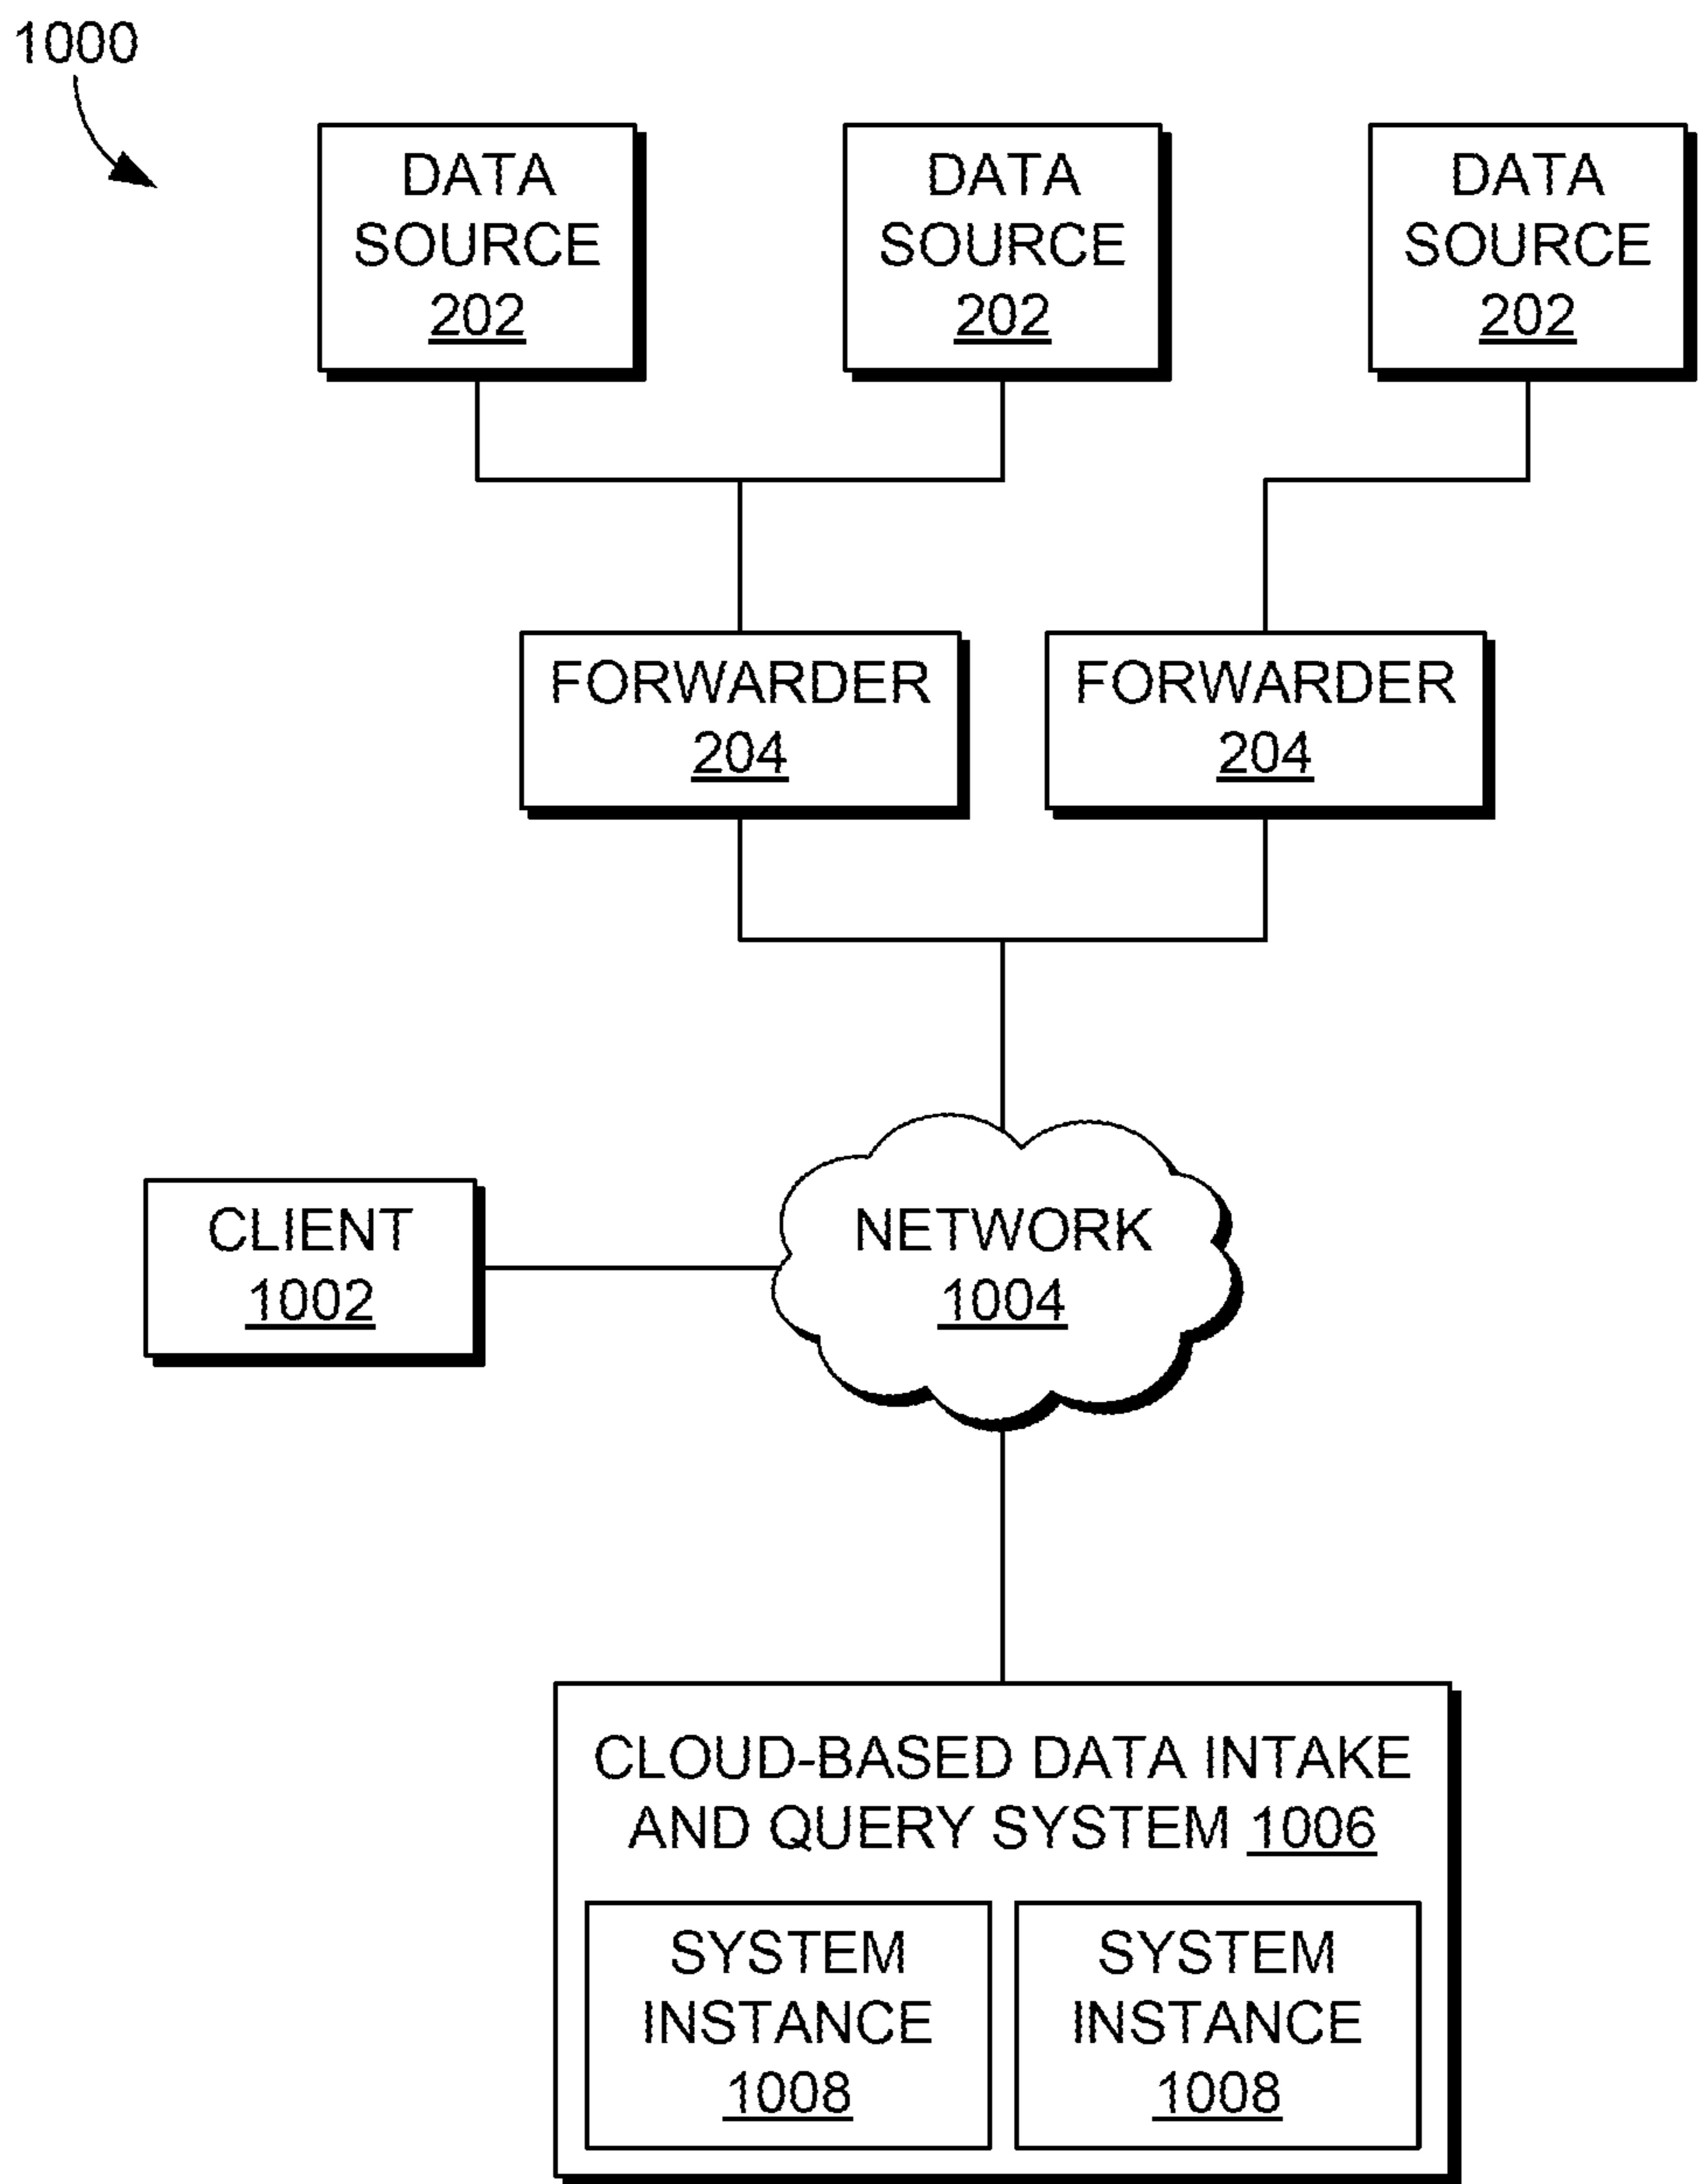 1000
DATA
SOURCE
202
DATA
SOURCE
202
DATA
SOURCE
202
FORWARDER
204
FORWARDER
204
CLIENT
1002
NETWORK
1004
CLOUD-BASED DATA INTAKE
AND QUERY SYSTEM 1006
SYSTEM
INSTANCE
1008
SYSTEM
INSTANCE
1008